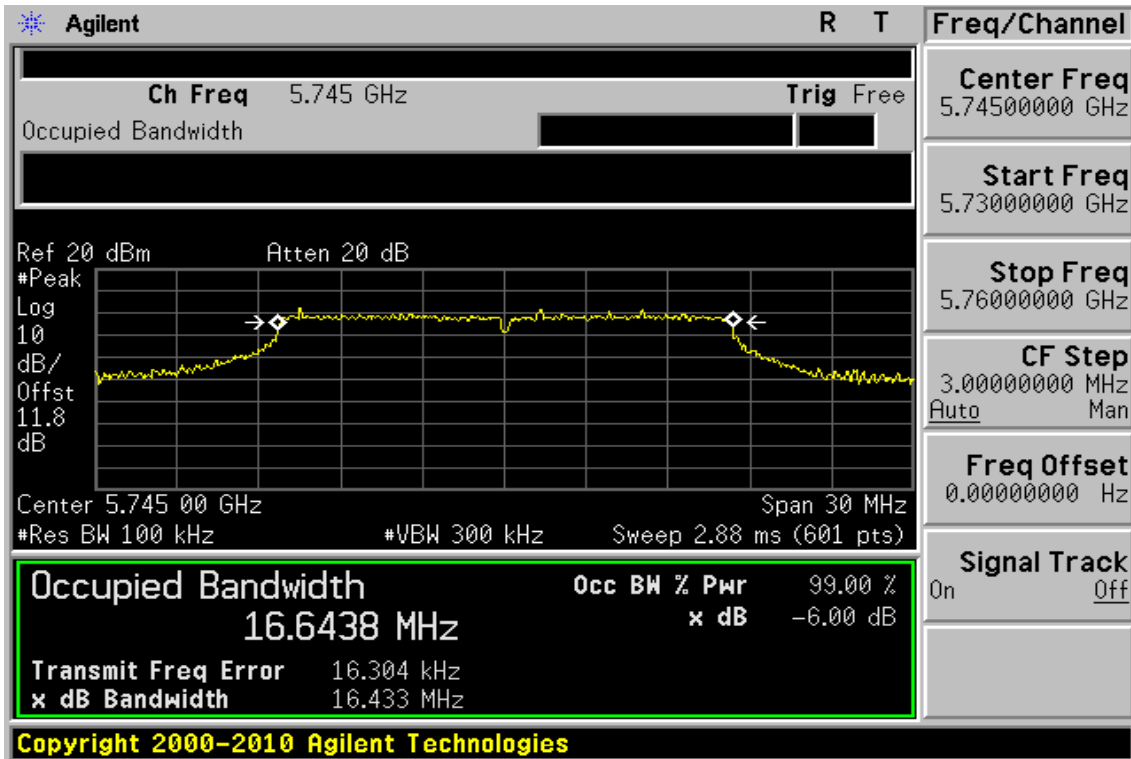 Agilent R T
Ch Freq 5.745 GHz Trig Free
Occupied Bandwidth
Ref 20 dBm Atten 20 dB
#Peak
Log
10
dB/
Offst
11.8
dB
Center 5.745 00 GHz Span 30 MHz
#Res BW 100 kHz #VBW 300 kHz Sweep 2.88 ms (601 pts)
Occupied Bandwidth
16.6438 MHz
Occ BW % Pwr 99.00 %
x dB -6.00 dB
Transmit Freq Error 16.304 kHz
x dB Bandwidth 16.433 MHz
Copyright 2000-2010 Agilent Technologies
Freq/Channel
Center Freq
5.74500000 GHz
Start Freq
5.73000000 GHz
Stop Freq
5.76000000 GHz
CF Step
3.00000000 MHz
Auto Man
Freq Offset
0.00000000 Hz
Signal Track
On Off